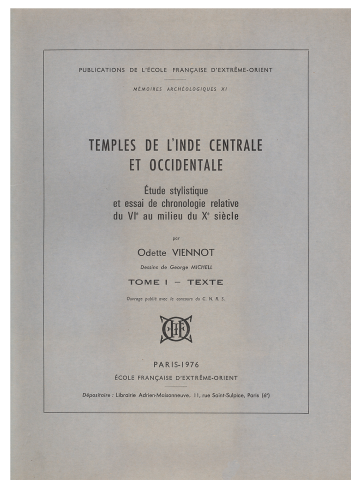 PUBLICATIONS DE L'ÉCOLE FRANÇAISE D'EXTRÊME-ORIENT
MÉMOIRES ARCHÉOLOGIQUES XI
TEMPLES DE L'INDE CENTRALE
ET OCCIDENTALE
Étude stylistique
et essai de chronologie relative
du VIᵉ au milieu du Xᵉ siècle
par
Odette VIENNOT
Dessins de George MICHELL
TOME I – TEXTE
Ouvrage publié avec le concours du C. N. R. S.
PARIS-1976
ÉCOLE FRANÇAISE D'EXTRÊME-ORIENT
Dépositaire : Librairie Adrien-Maisonneuve, 11, rue Saint-Sulpice, Paris (6ᵉ)